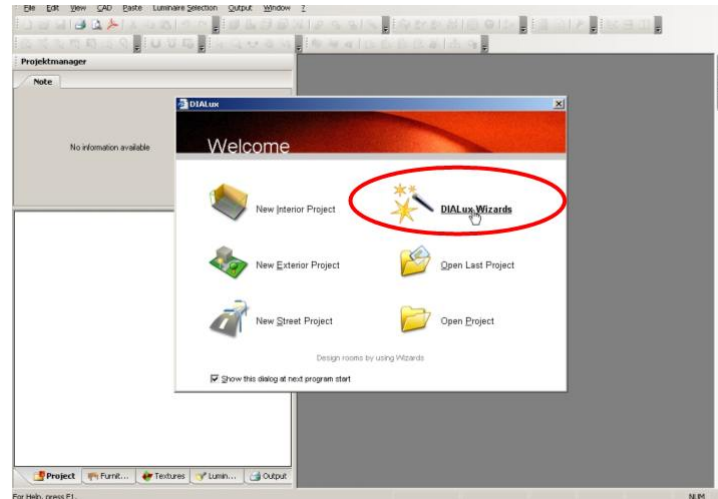 File Edit View CAD Paste Luminaire Selection Output Window ?
Projektmanager
Note
No information available
DIALux
Welcome
New Interior Project
DIALux Wizards
New Exterior Project
Open Last Project
New Street Project
Open Project
Design rooms by using Wizards
Show this dialog at next program start
Project Furnit... Textures Lumin... Output
For Help, press F1. NUM